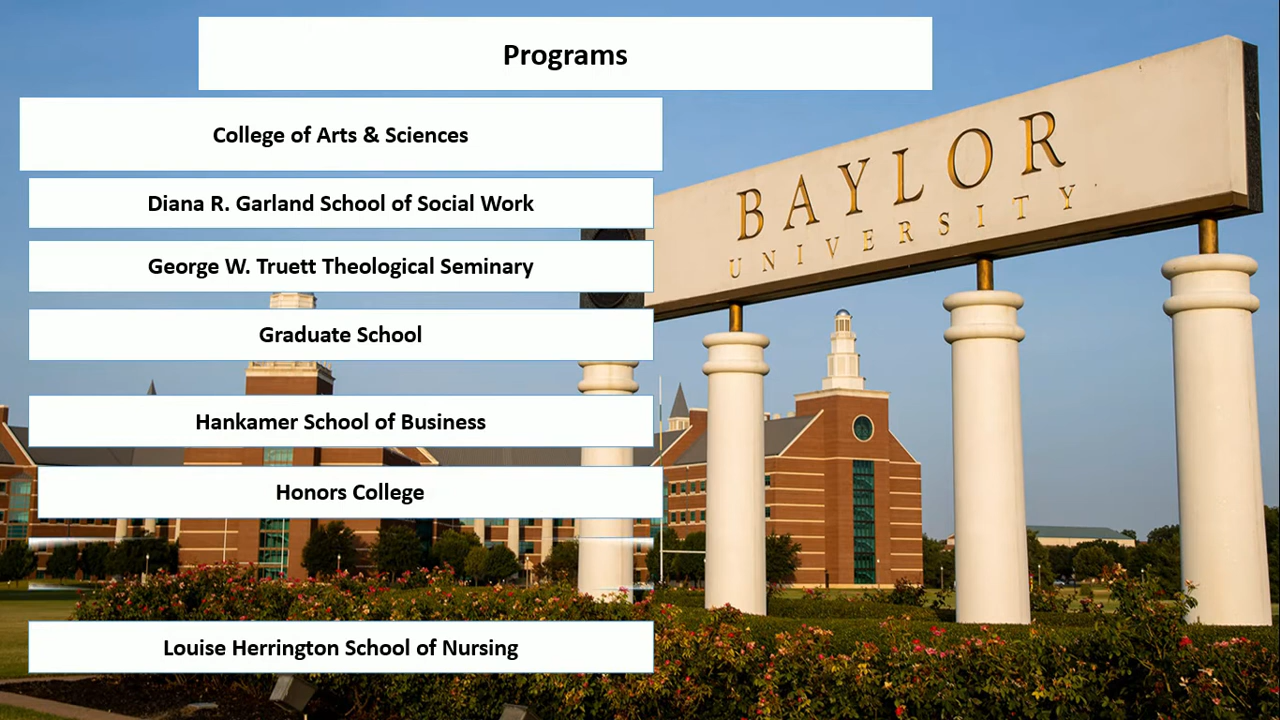 Programs
College of Arts & Sciences
Diana R. Garland School of Social Work
George W. Truett Theological Seminary
Graduate School
Hankamer School of Business
Honors College
Louise Herrington School of Nursing
BAYLOR
UNIVERSITY